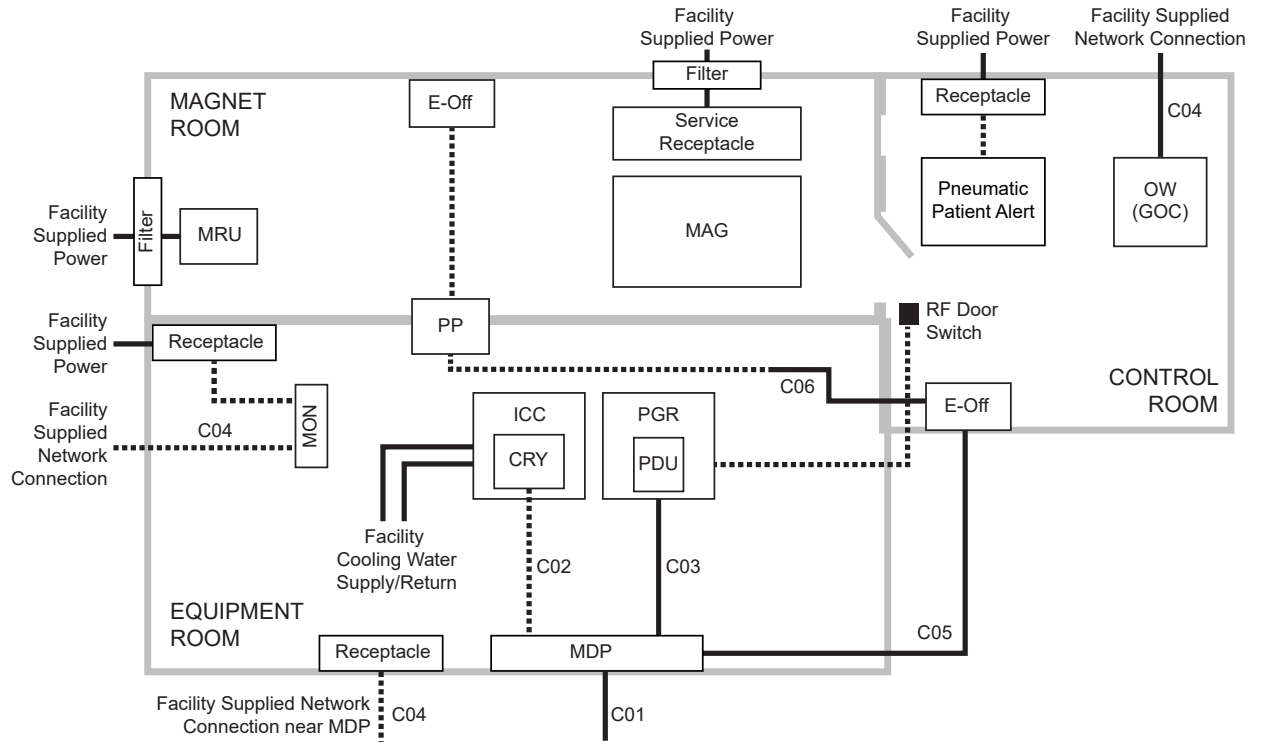 Facility
Supplied Power
Facility
Supplied Power
Facility Supplied
Network Connection
MAGNET
ROOM
E-Off
Filter
Service
Receptacle
Receptacle
C04
Pneumatic
Patient Alert
OW
(GOC)
MAG
Facility
Supplied
Power
Filter
MRU
Facility
Supplied
Power
Receptacle
PP
RF Door
Switch
C06
CONTROL
ROOM
E-Off
Facility
Supplied
Network
Connection
C04
MON
ICC
CRY
PGR
PDU
Facility
Cooling Water
Supply/Return
C02
C03
EQUIPMENT
ROOM
Receptacle
MDP
C05
Facility Supplied Network
Connection near MDP
C04
C01